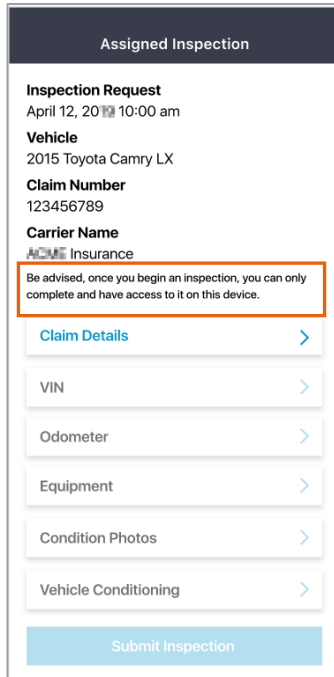 Assigned Inspection
Inspection Request
April 12, 20 10:00 am
Vehicle
2015 Toyota Camry LX
Claim Number
123456789
Carrier Name
Insurance
Be advised, once you begin an inspection, you can only
complete and have access to it on this device.
Claim Details
VIN
Odometer
Equipment
Condition Photos
Vehicle Conditioning
Submit Inspection